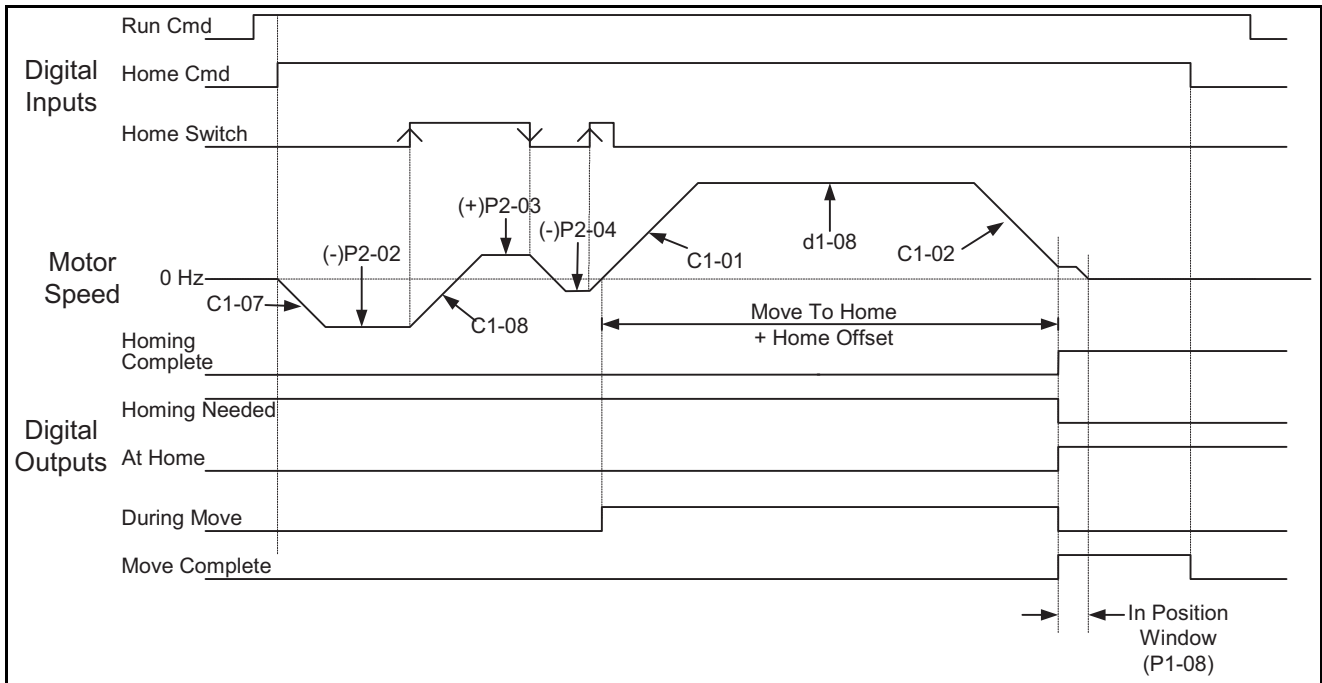 Run Cmd
Digital
Inputs
Home Cmd
Home Switch
(+)P2-03
(-)P2-04
(-)P2-02
d1-08
C1-01
C1-02
Motor
Speed
0 Hz
C1-07
C1-08
Move To Home
+ Home Offset
Homing
Complete
Homing Needed
Digital
Outputs
At Home
During Move
Move Complete
In Position
Window
(P1-08)